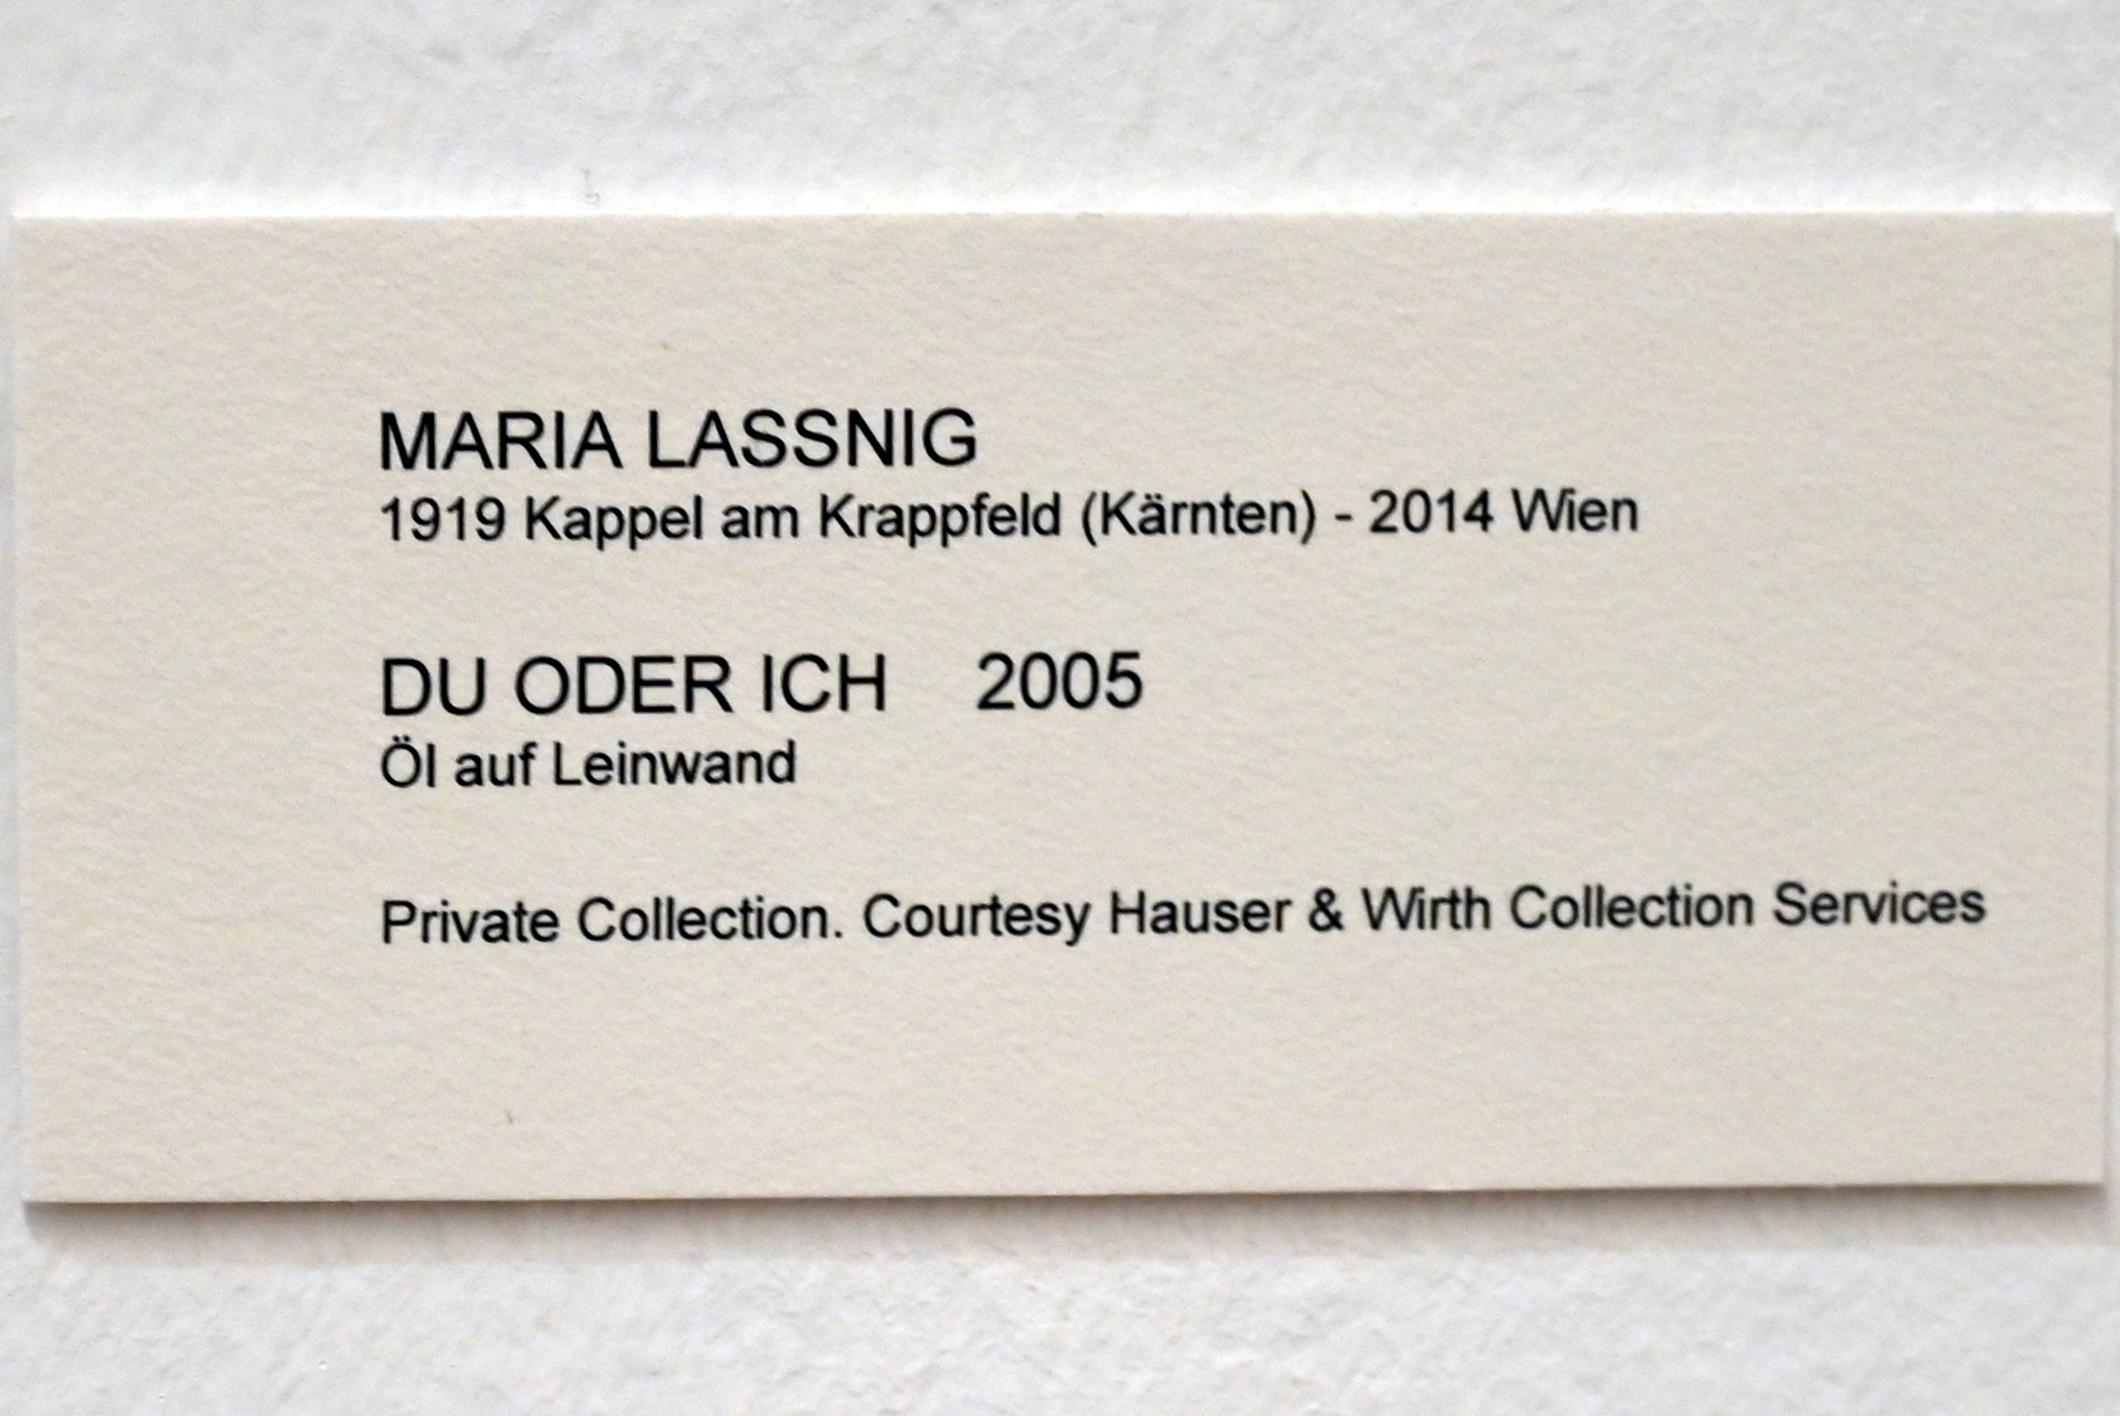 MARIA LASSNIG
1919 Kappel am Krappfeld (Kärnten) - 2014 Wien
DU ODER ICH 2005
Öl auf Leinwand
Private Collection. Courtesy Hauser & Wirth Collection Services